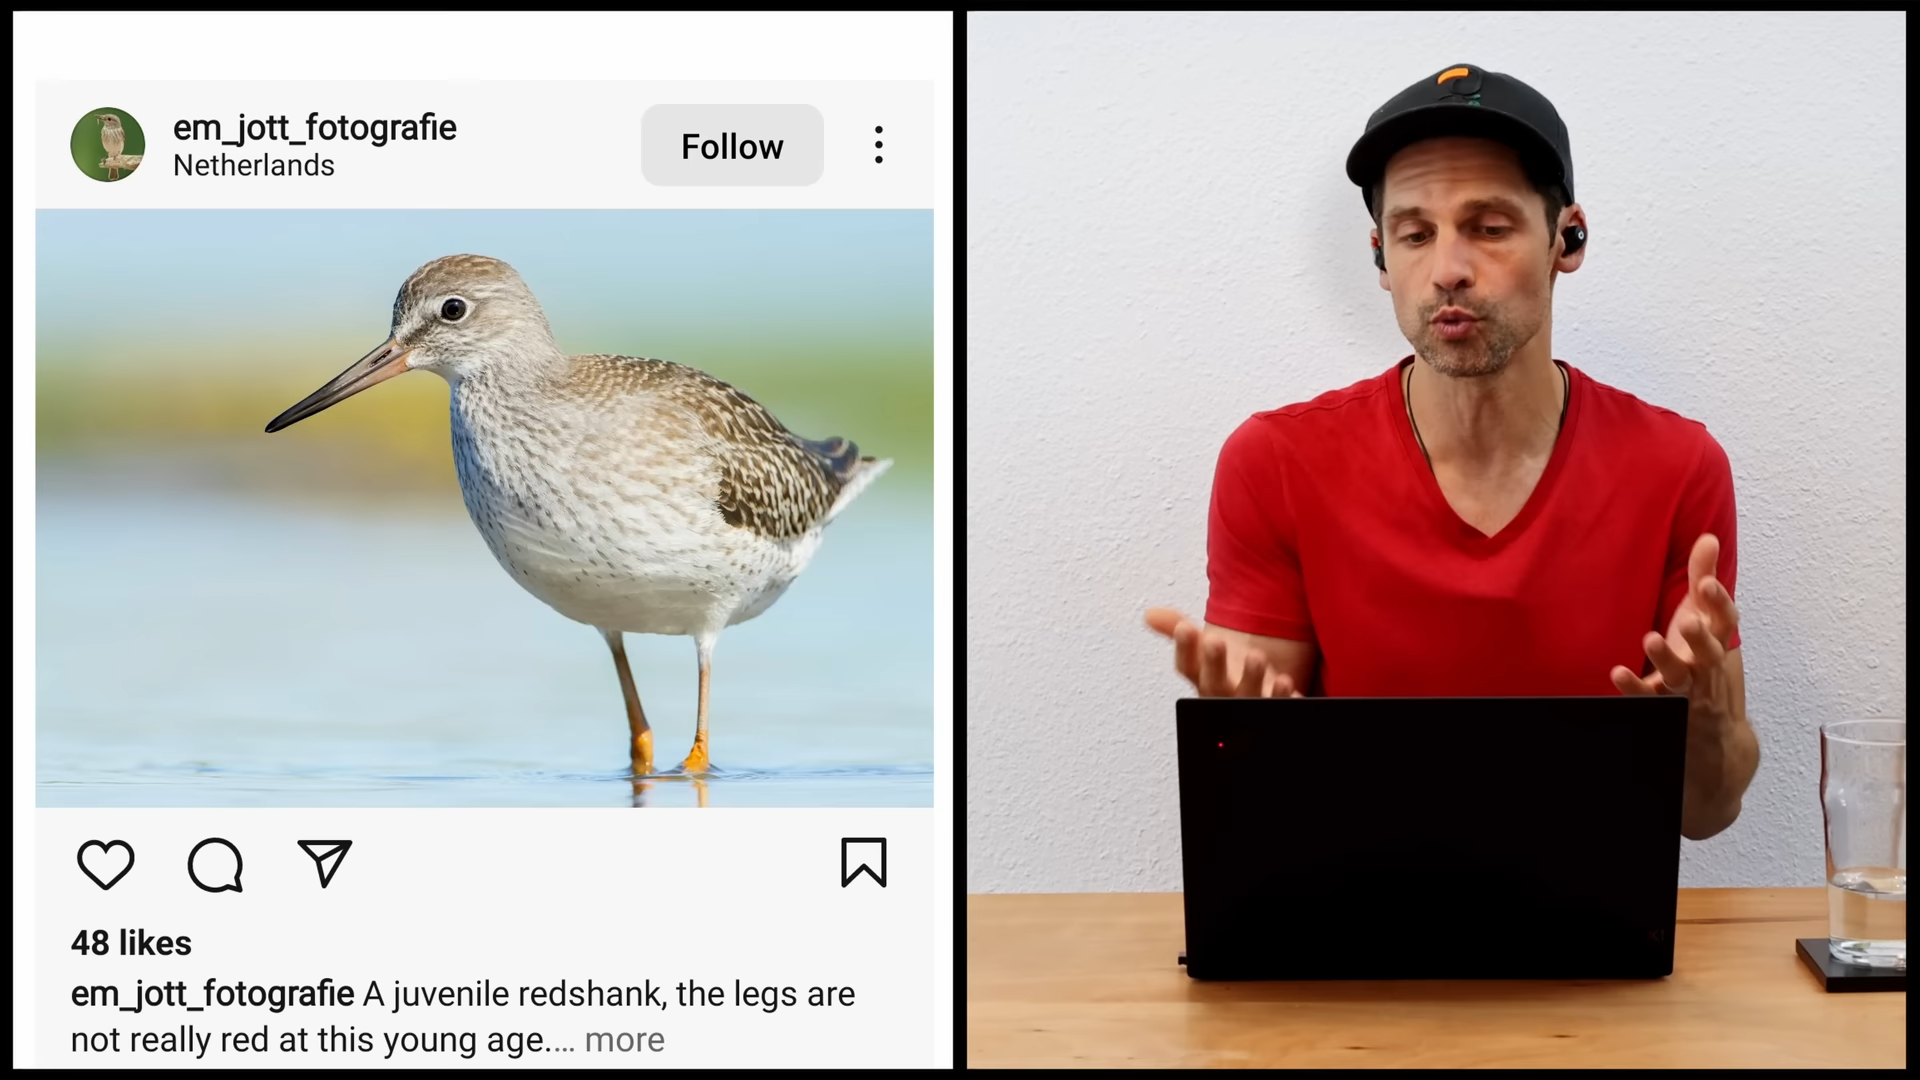 em_jott_fotografie
Netherlands
Follow
48 likes
em_jott_fotografie A juvenile redshank, the legs are
not really red at this young age.... more